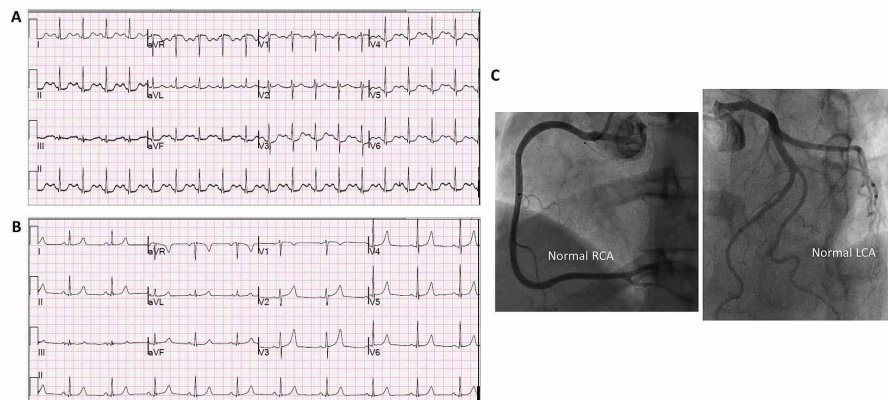 A
I aVR V1 V4
II aVL V2 V5
III aVF V3 V6
II
B
I aVR V1 V4
II aVL V2 V5
III aVF V3 V6
II
C
Normal RCA
Normal LCA